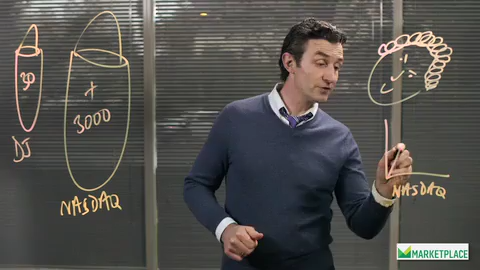 30
DJ
+
3000
NASDAQ
NASDAQ
MARKETPLACE